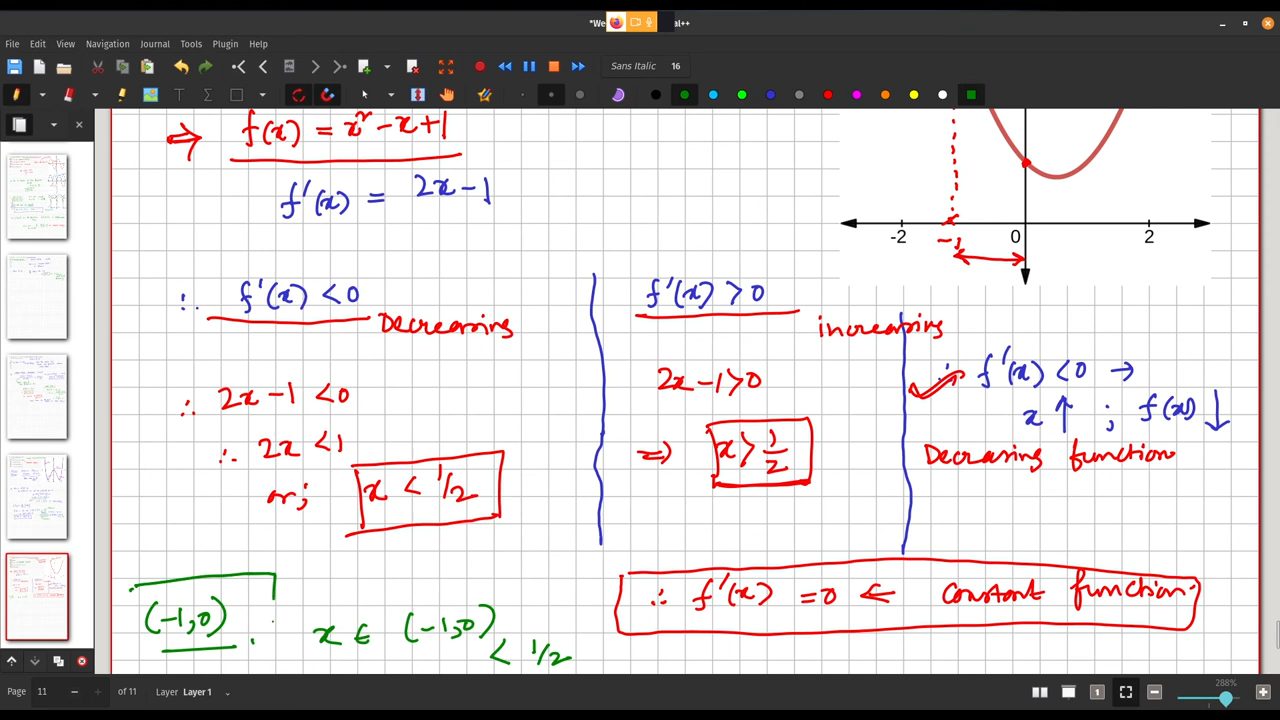 *We al++
File Edit View Navigation Journal Tools Plugin Help
Sans Italic 16
⇒ f(x) = x² - x + 1
f'(x) = 2x - 1
-2 -1 0 2
∴ f'(x) < 0 Decreasing
∴ 2x - 1 < 0
∴ 2x < 1
or; x < 1/2
f'(x) > 0 increasing
2x - 1 > 0
⇒ x > 1/2
∴ f'(x) < 0 →
x ↑ ; f(x) ↓
Decreasing function
∴ f'(x) = 0 ← constant function.
(-1,0) . x ∈ (-1,0) < 1/2
Page 11 of 11 Layer Layer 1 288%